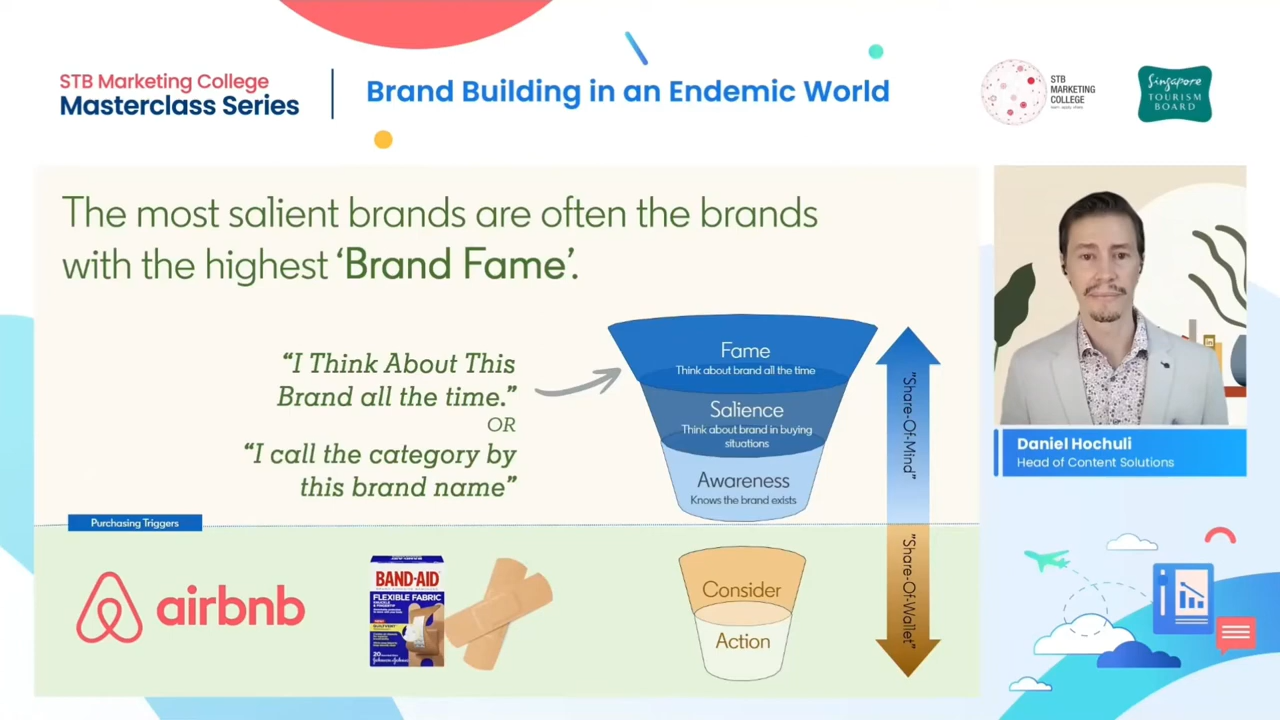 STB Marketing College
Masterclass Series
Brand Building in an Endemic World
STB
MARKETING
COLLEGE
learn. apply. share.
Singapore
TOURISM
BOARD
The most salient brands are often the brands
with the highest ‘Brand Fame’.
“I Think About This
Brand all the time.”
OR
“I call the category by
this brand name”
Fame
Think about brand all the time
Salience
Think about brand in buying
situations
Awareness
Knows the brand exists
"Share-Of-Mind"
Purchasing Triggers
airbnb
BAND-AID
FLEXIBLE FABRIC
Consider
Action
"Share-Of-Wallet"
in
Daniel Hochuli
Head of Content Solutions